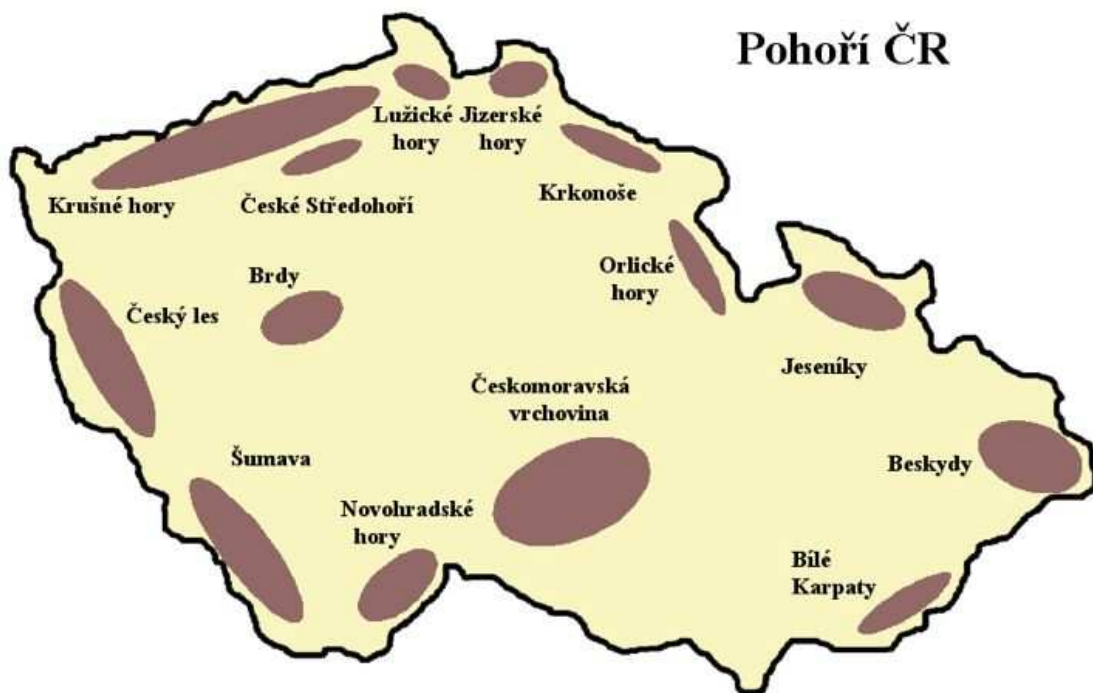 Pohoří ČR
Lužické
hory
Jizerské
hory
Krušné hory
České Středohoří
Krkonoše
Orlické
hory
Brdy
Český les
Jeseníky
Českomoravská
vrchovina
Šumava
Beskydy
Novohradské
hory
Bílé
Karpaty